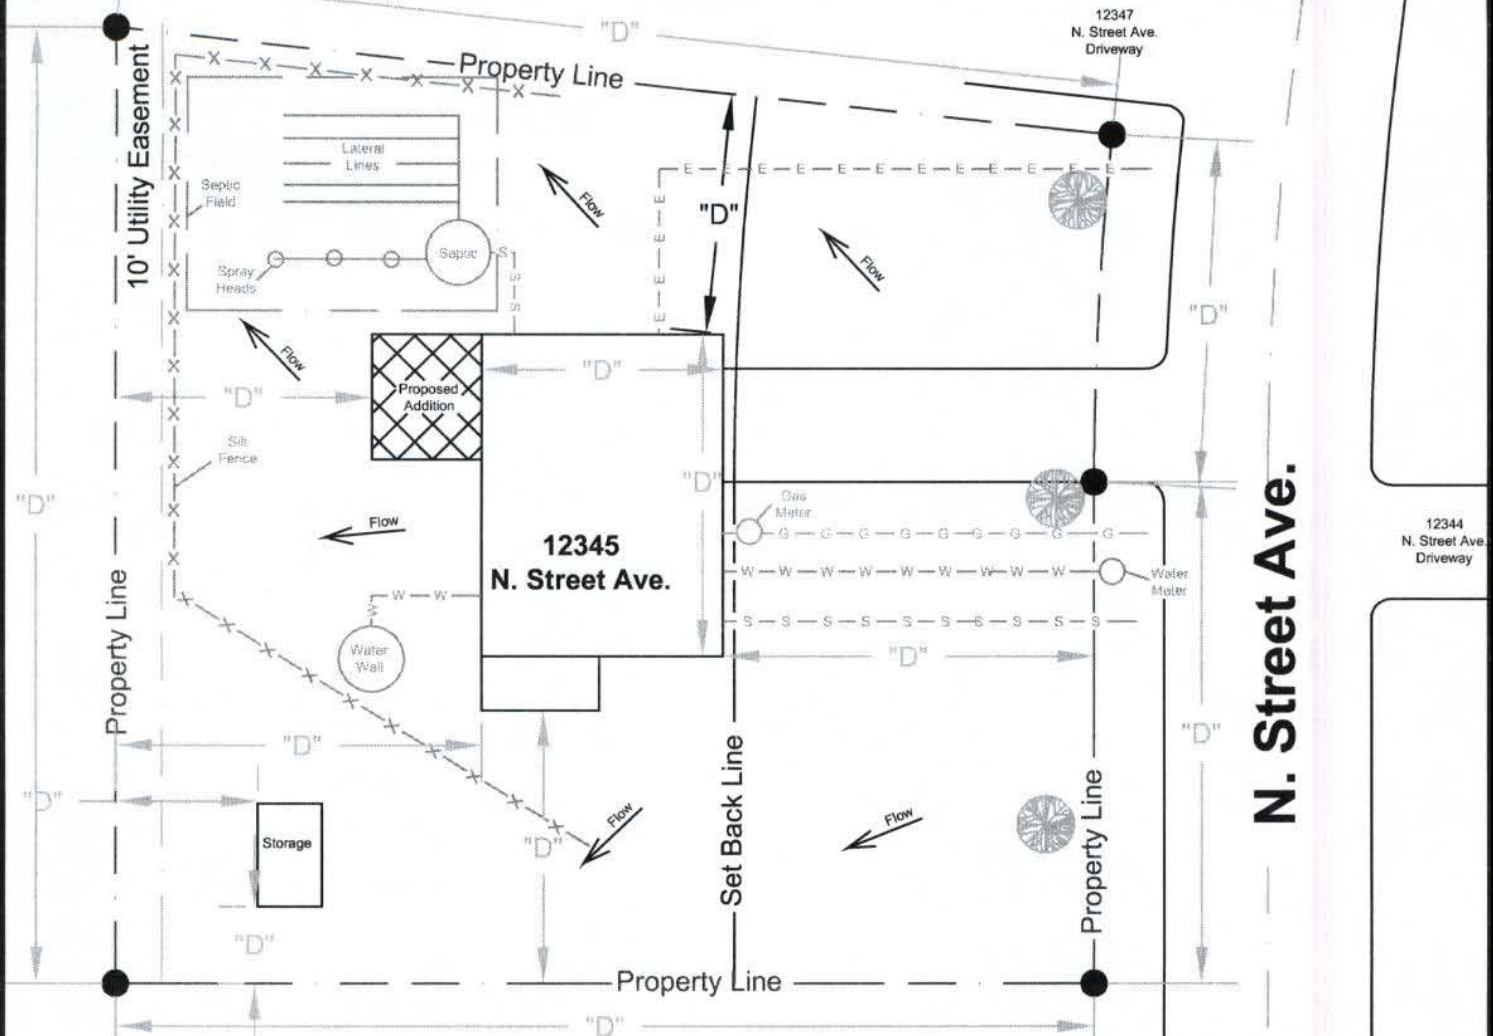 "D"
12347
N. Street Ave.
Driveway
Property Line
10' Utility Easement
Lateral
Lines
Septic
Field
Septic
Spray
Heads
S
S
S
X X X X X X X X
E E E E E E E E E E E E
E
E
E
E
"D"
Flow
Flow
"D"
Flow
"D"
Proposed
Addition
"D"
Silt
Fence
"D"
"D"
Gas
Meter
G G G G G G G G G
12344
N. Street Ave.
Driveway
Flow
12345
N. Street Ave.
W W W W W W W W W
Water
Meter
W W
W
S S S S S S S S S S
Property Line
Water
Well
"D"
N. Street Ave.
"D"
"D"
Set Back Line
Property Line
"D"
Storage
Flow
Flow
"D"
"D"
Property Line
"D"